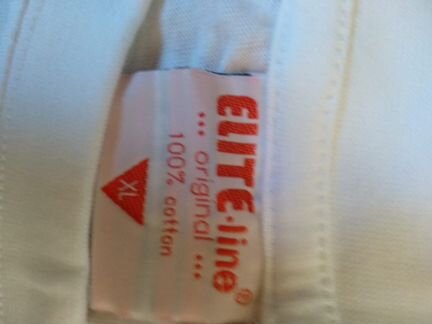 ELITE-line®
... original ...
100% cotton
XL